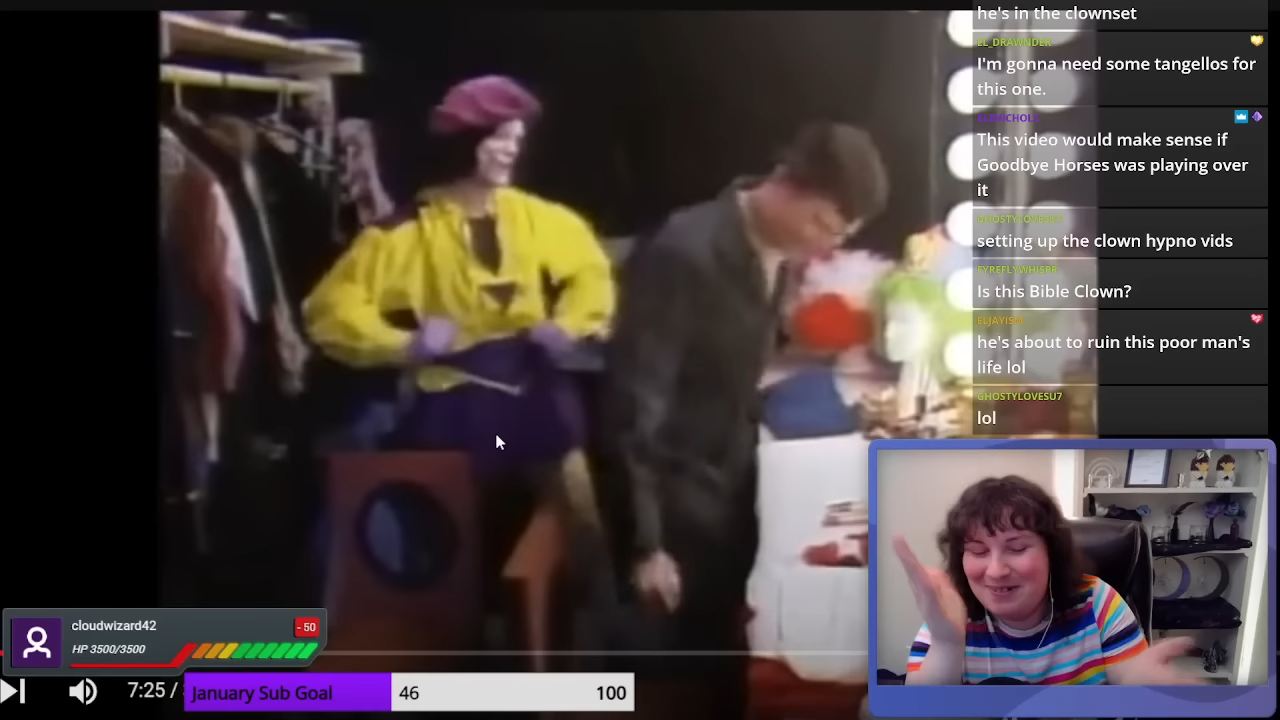 he's in the clownset
EL_DRAWNDER
I'm gonna need some tangellos for
this one.
This video would make sense if
Goodbye Horses was playing over
it
setting up the clown hypno vids
FYREFLYWHISPR
Is this Bible Clown?
he's about to ruin this poor man's
life lol
GHOSTYLOVESU7
lol
cloudwizard42
- 50
HP 3500/3500
7:25 /
January Sub Goal
46
100